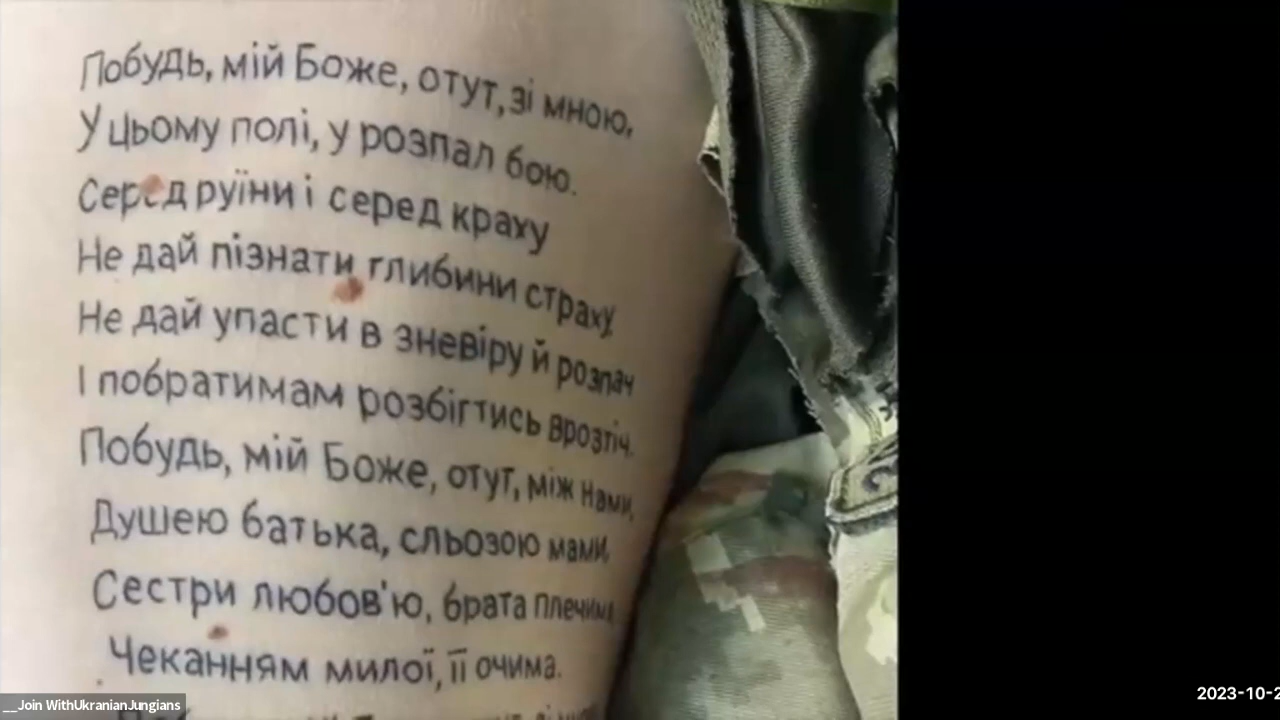 Побудь, мій Боже, отут, зі мною,
У цьому полі, у розпал бою.
Серед руїни і серед краху
Не дай пізнати глибини страху,
Не дай упасти в зневіру й розпач
І побратимам розбігтись врозтіч.
Побудь, мій Боже, отут, між нами,
Душею батька, сльозою мами,
Сестри любов'ю, брата плечима,
Чеканням милої, її очима.
__Join WithUkranianJungians
2023-10-2